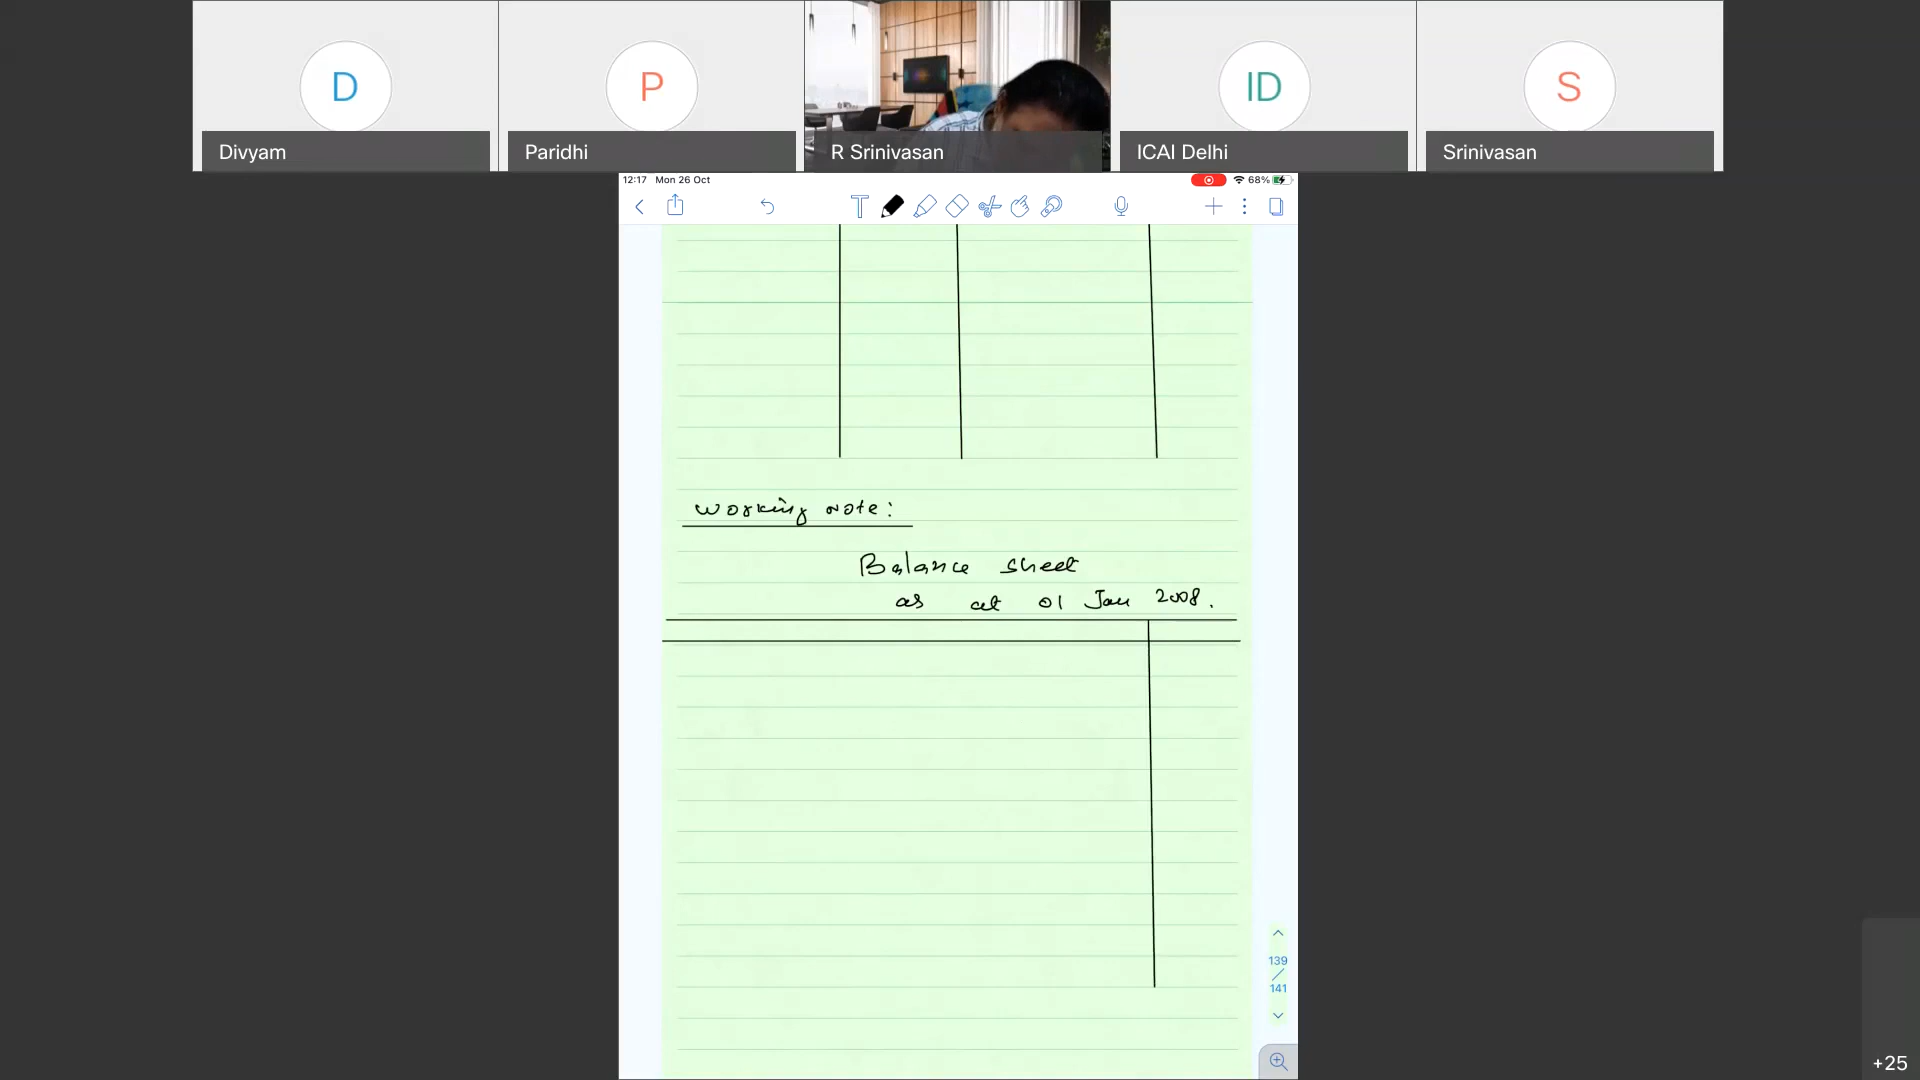 D
P
ID
S
Divyam
Paridhi
R Srinivasan
ICAI Delhi
Srinivasan
12:17 Mon 26 Oct
68%
T
working note:
Balance sheet
as at 01 Jan 2008.
139
141
+25